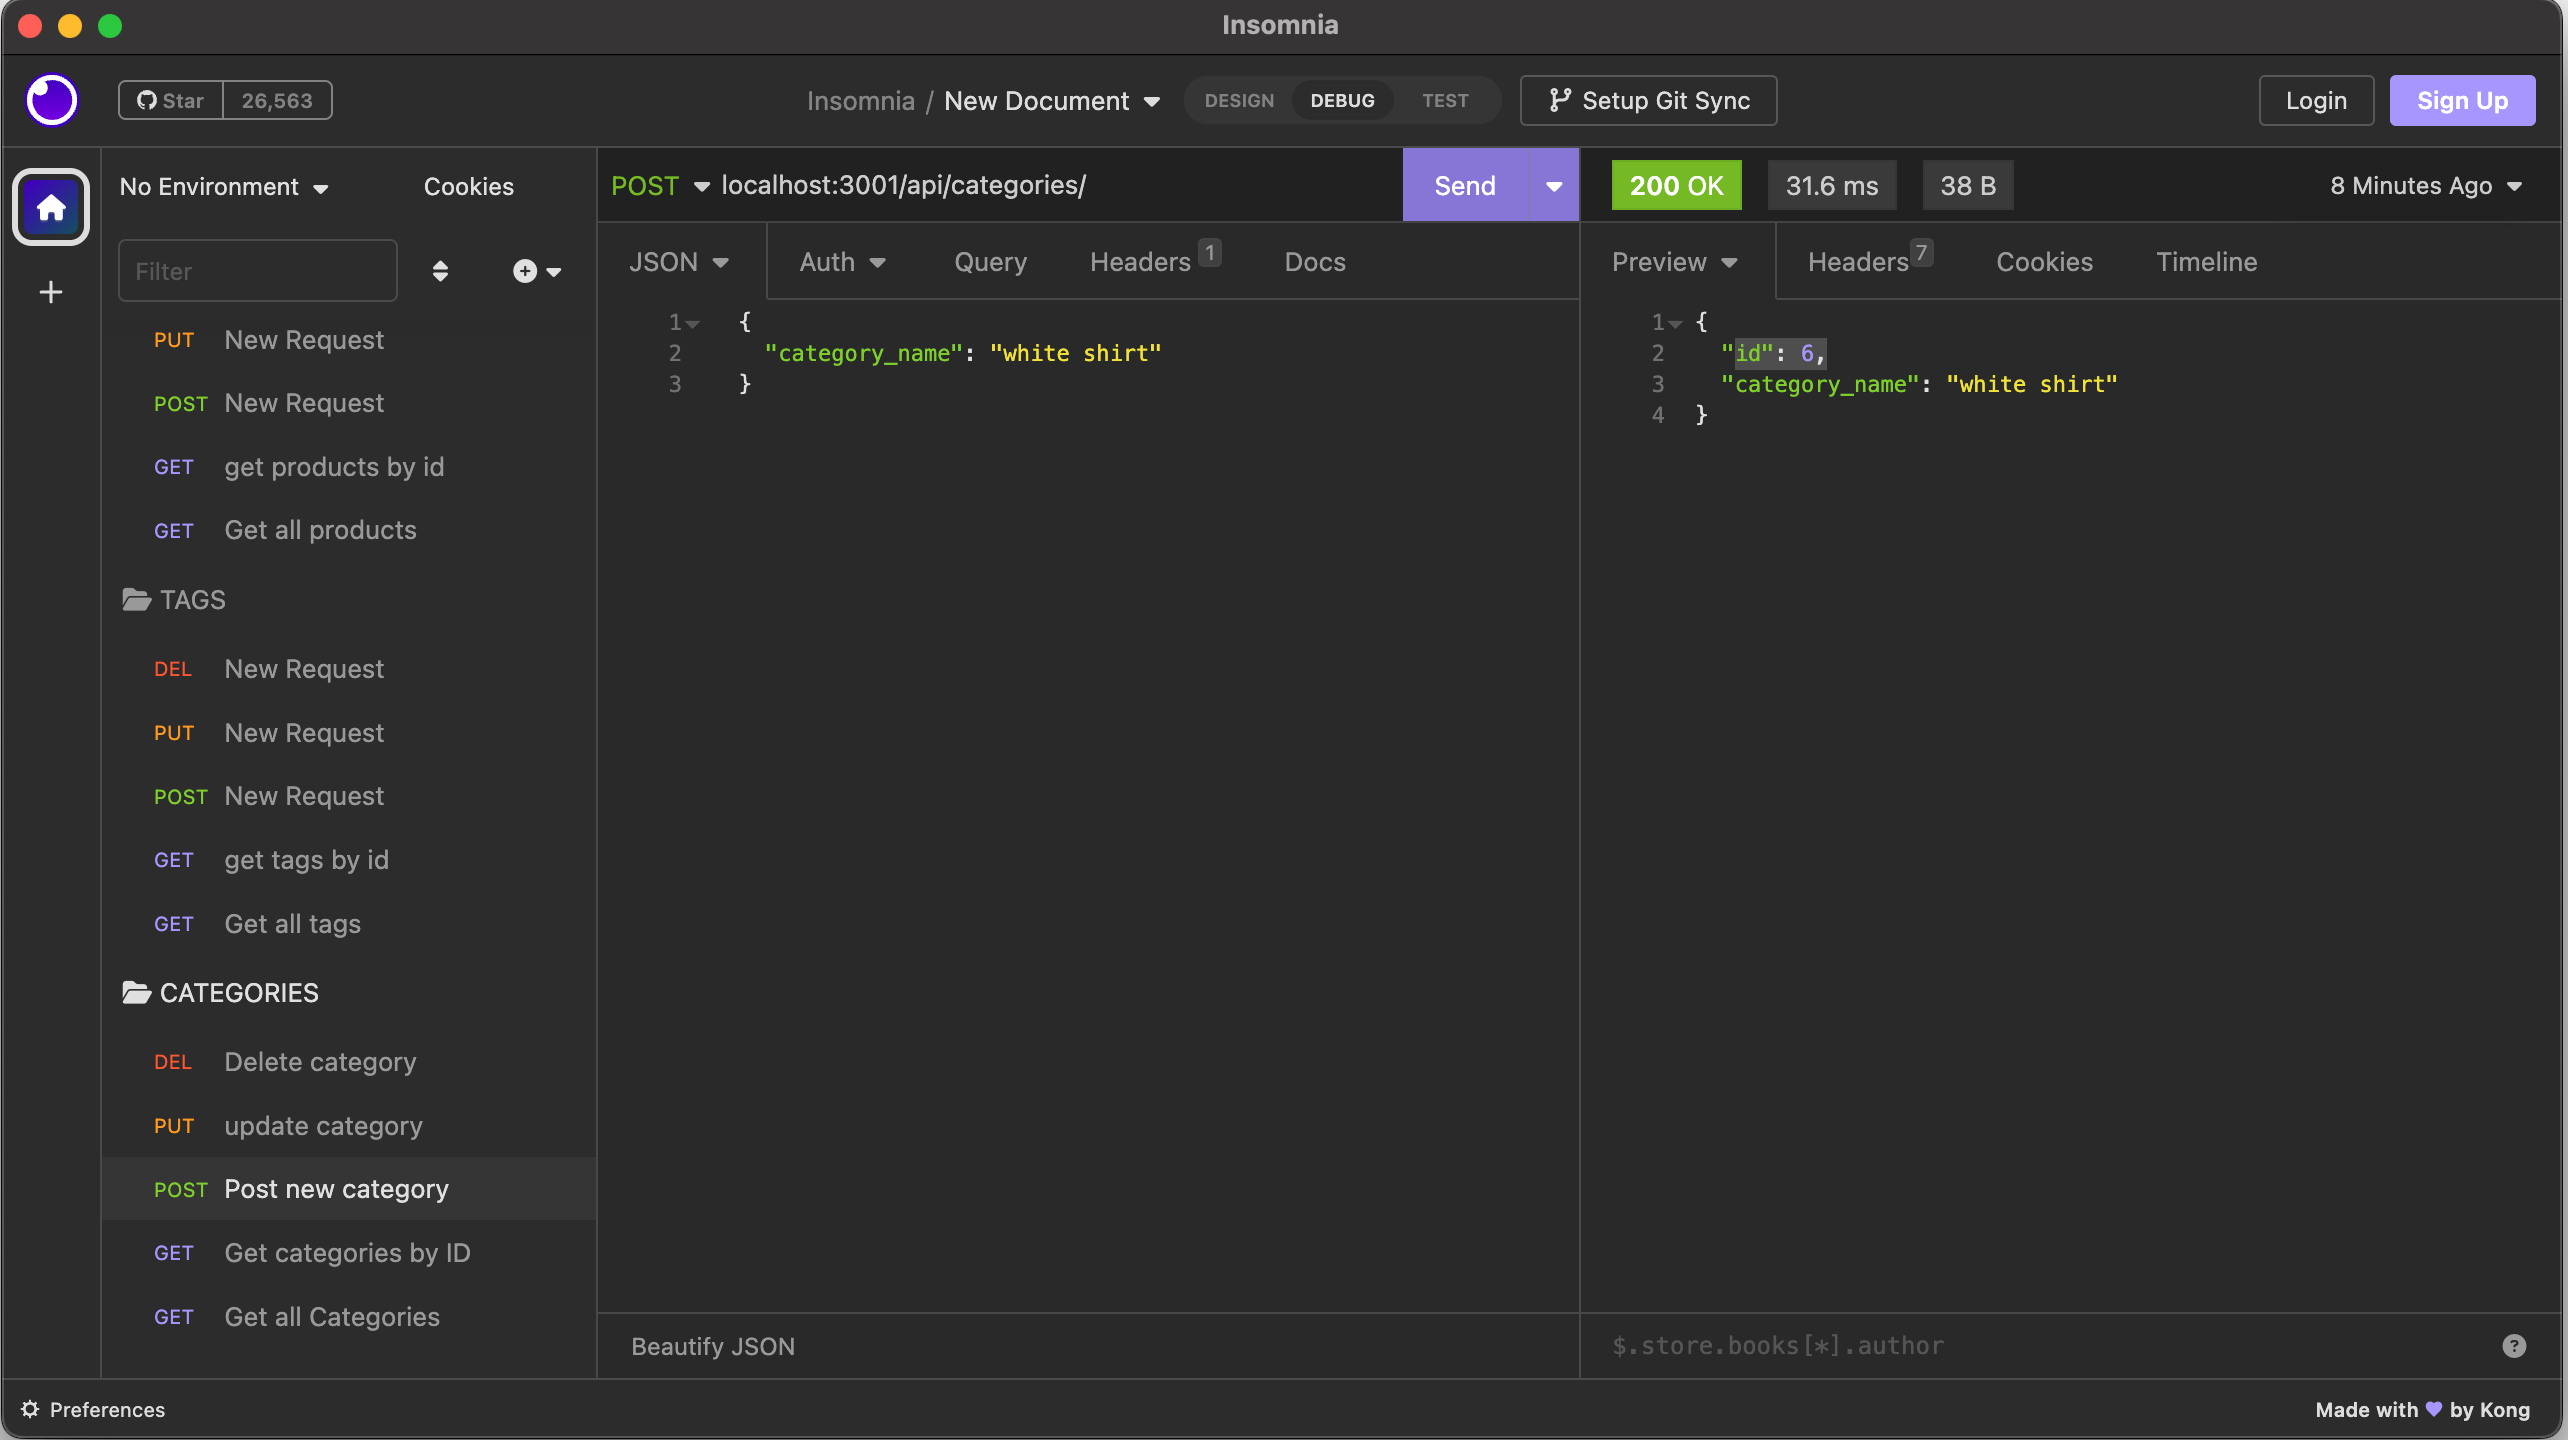 Insomnia
Star 26,563
Insomnia / New Document
DESIGN DEBUG TEST
Setup Git Sync
Login
Sign Up
No Environment
Cookies
Filter
PUT New Request
POST New Request
GET get products by id
GET Get all products
TAGS
DEL New Request
PUT New Request
POST New Request
GET get tags by id
GET Get all tags
CATEGORIES
DEL Delete category
PUT update category
POST Post new category
GET Get categories by ID
GET Get all Categories
POST localhost:3001/api/categories/
Send
JSON Auth Query Headers 1 Docs
1 {
2 "category_name": "white shirt"
3 }
Beautify JSON
200 OK 31.6 ms 38 B 8 Minutes Ago
Preview Headers 7 Cookies Timeline
1 {
2 "id": 6,
3 "category_name": "white shirt"
4 }
$.store.books[*].author
?
Preferences
Made with 💜 by Kong